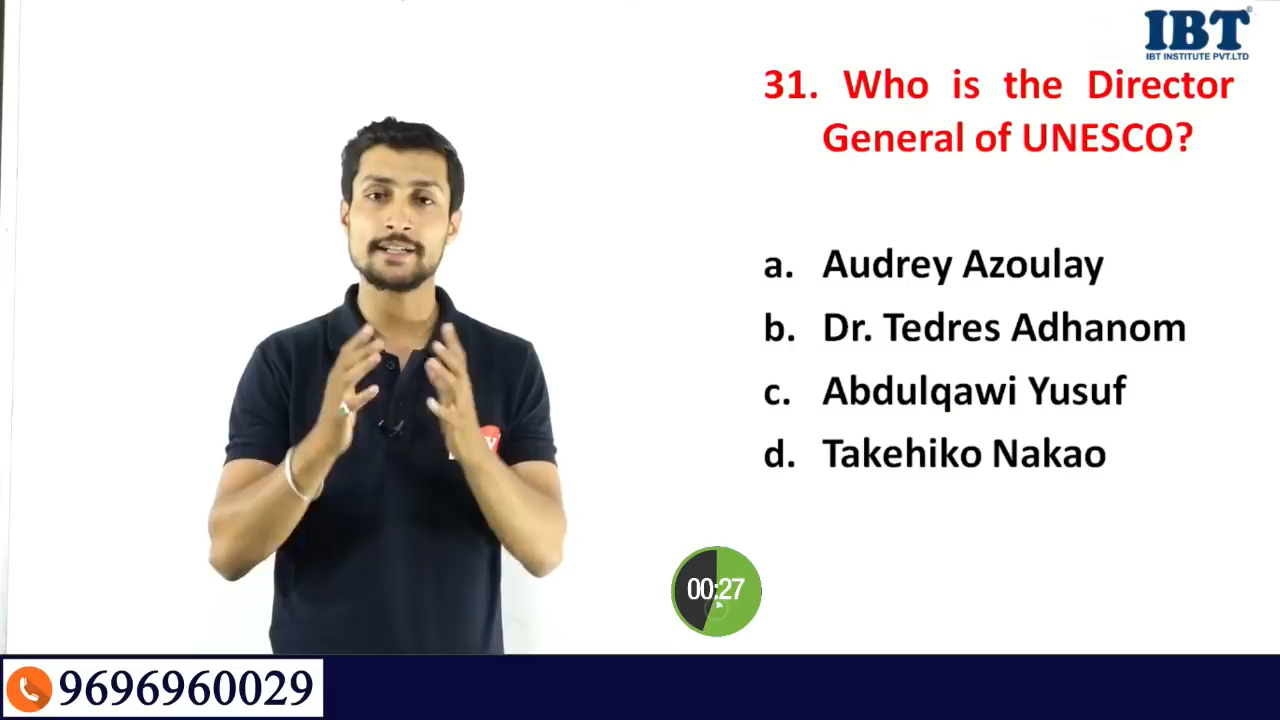 IBT
IBT INSTITUTE PVT.LTD
31. Who is the Director
General of UNESCO?
a. Audrey Azoulay
b. Dr. Tedres Adhanom
c. Abdulqawi Yusuf
d. Takehiko Nakao
00:27
9696960029